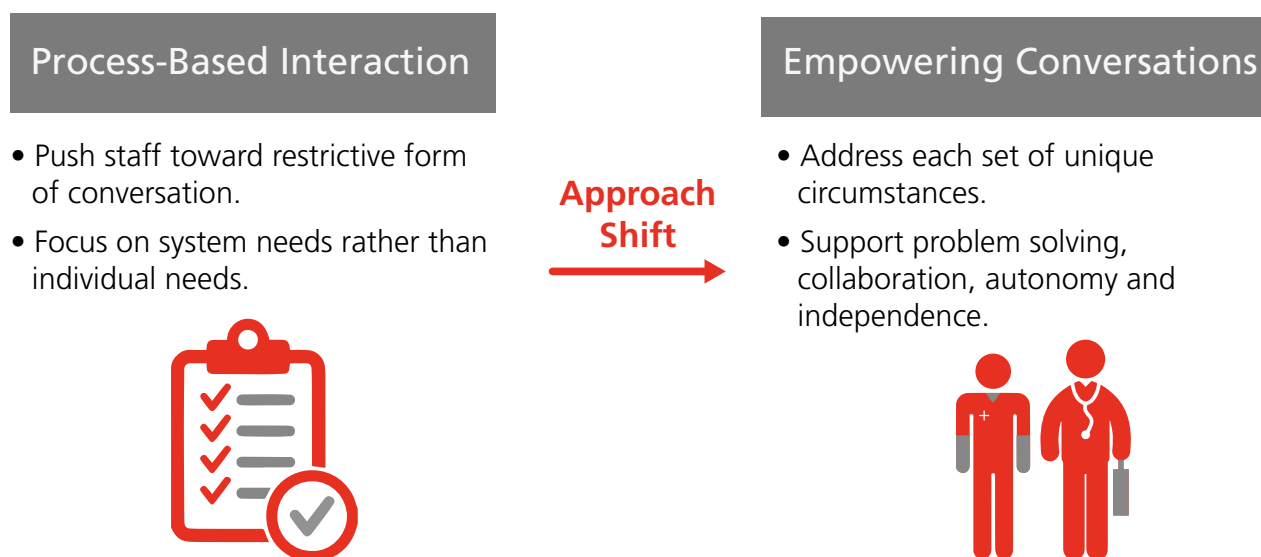 Process-Based Interaction
• Push staff toward restrictive form
of conversation.
• Focus on system needs rather than
individual needs.
Approach
Shift
Empowering Conversations
• Address each set of unique
circumstances.
• Support problem solving,
collaboration, autonomy and
independence.